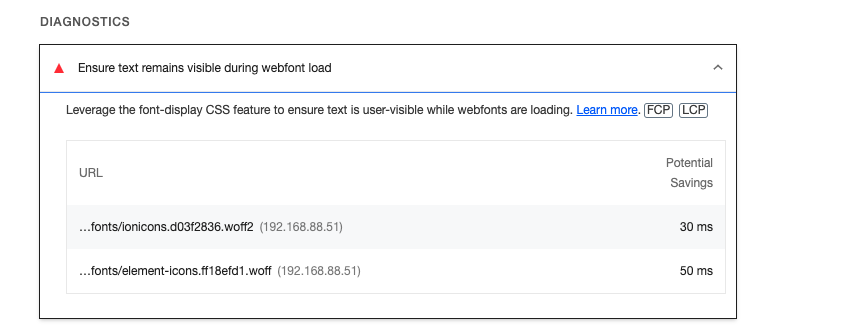 DIAGNOSTICS
Ensure text remains visible during webfont load
Leverage the font-display CSS feature to ensure text is user-visible while webfonts are loading. Learn more. FCP LCP
URL
Potential
Savings
...fonts/ionicons.d03f2836.woff2 (192.168.88.51)
30 ms
...fonts/element-icons.ff18efd1.woff (192.168.88.51)
50 ms